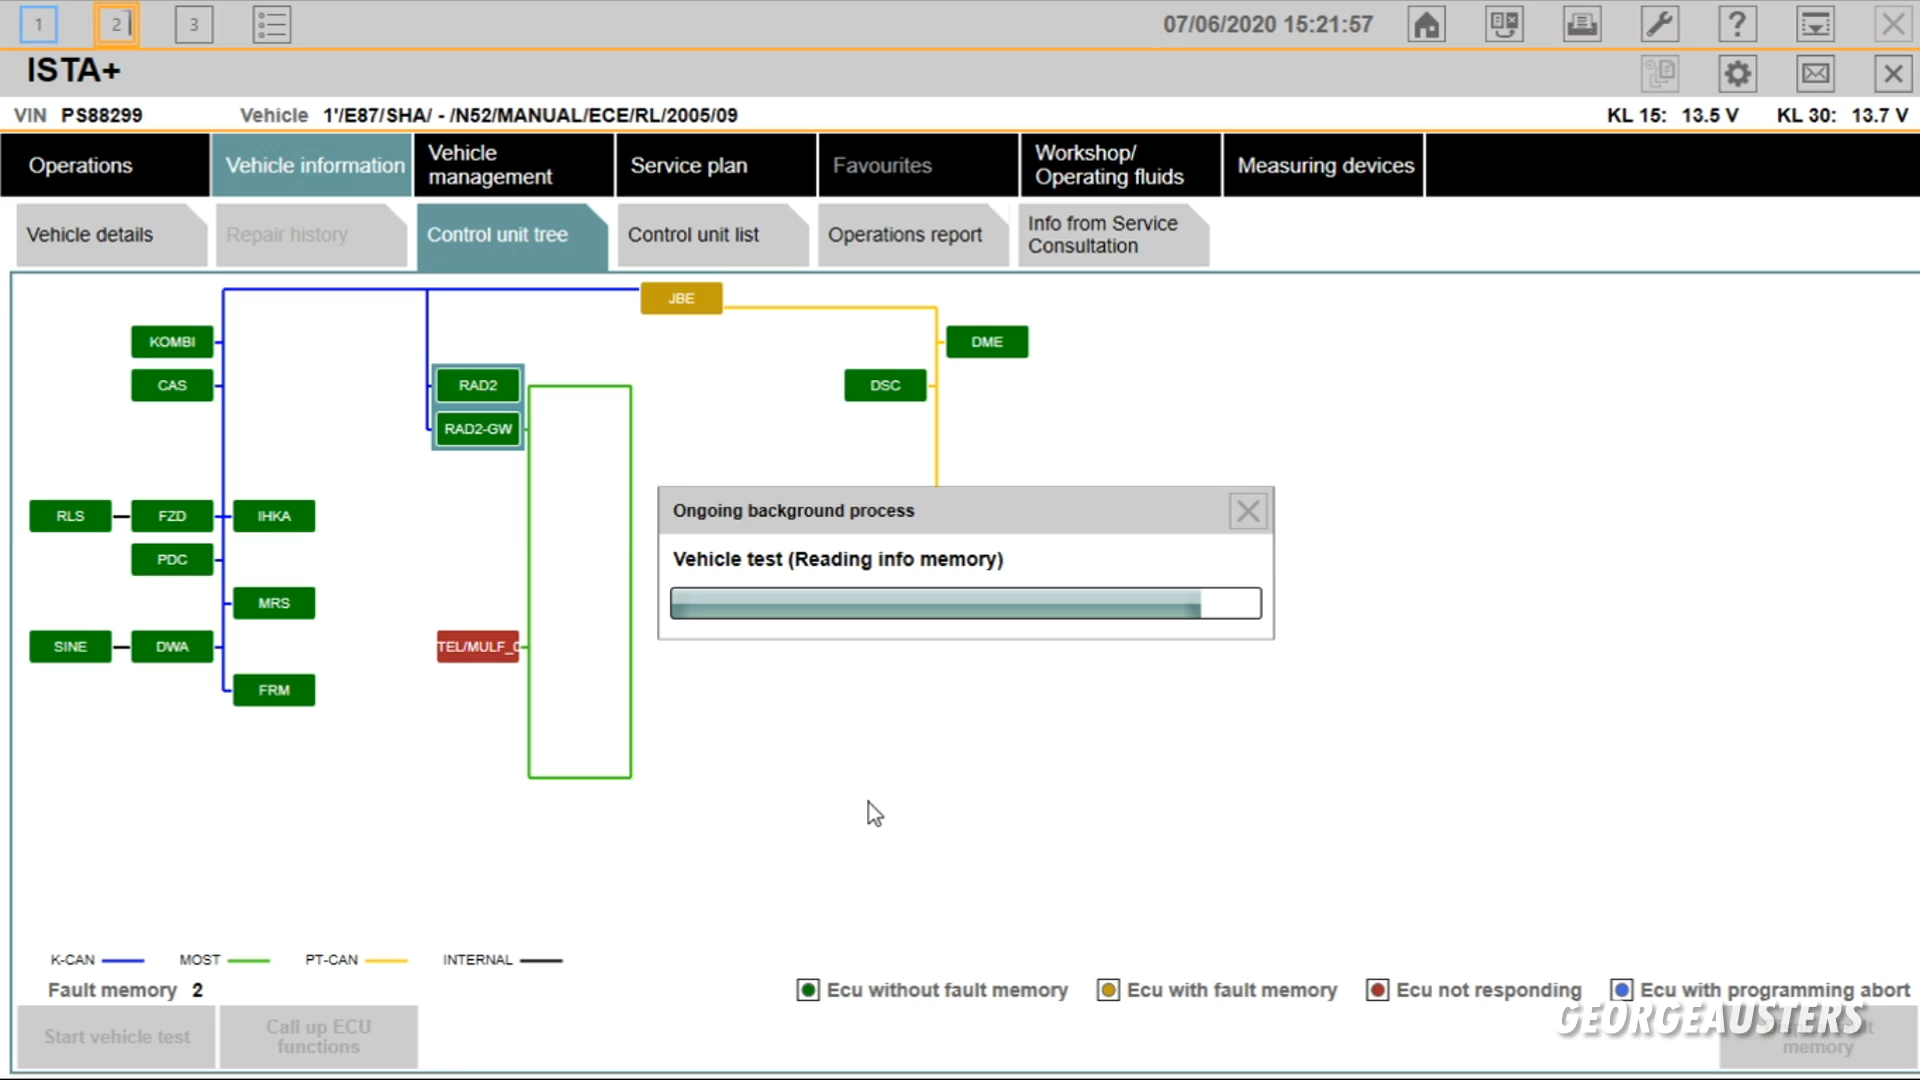 1 2 3 07/06/2020 15:21:57 ?
ISTA+
VIN PS88299 Vehicle 1'/E87/SHA/ - /N52/MANUAL/ECE/RL/2005/09 KL 15: 13.5 V KL 30: 13.7 V
Operations
Vehicle information
Vehicle
management
Service plan
Favourites
Workshop/
Operating fluids
Measuring devices
Vehicle details
Repair history
Control unit tree
Control unit list
Operations report
Info from Service
Consultation
JBE
KOMBI
DME
CAS
RAD2
DSC
RAD2-GW
RLS
FZD
IHKA
PDC
MRS
SINE
DWA
TEL/MULF_
FRM
Ongoing background process
Vehicle test (Reading info memory)
K-CAN
MOST
PT-CAN
INTERNAL
Fault memory 2
Ecu without fault memory
Ecu with fault memory
Ecu not responding
Ecu with programming abort
Start vehicle test
Call up ECU
functions
GEORGEAUSTERS
memory